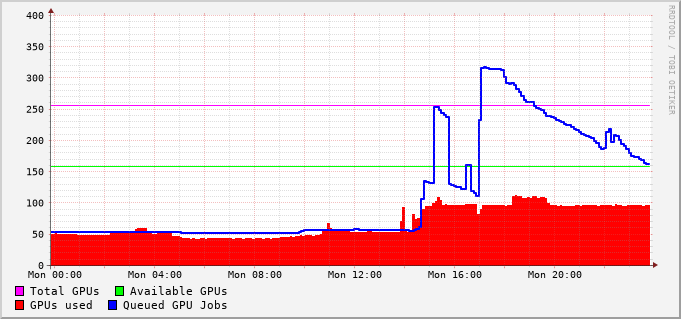 RRDTOOL / TOBI OETIKER
400
350
300
250
200
150
100
50
0
Mon 00:00 Mon 04:00 Mon 08:00 Mon 12:00 Mon 16:00 Mon 20:00
Total GPUs Available GPUs
GPUs used Queued GPU Jobs